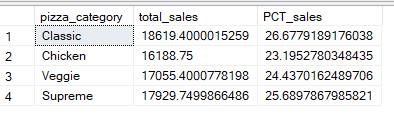 pizza_category total_sales PCT_sales
1 Classic 18619.4000015259 26.6779189176038
2 Chicken 16188.75 23.1952780348435
3 Veggie 17055.4000778198 24.4370162489706
4 Supreme 17929.7499866486 25.6897867985821